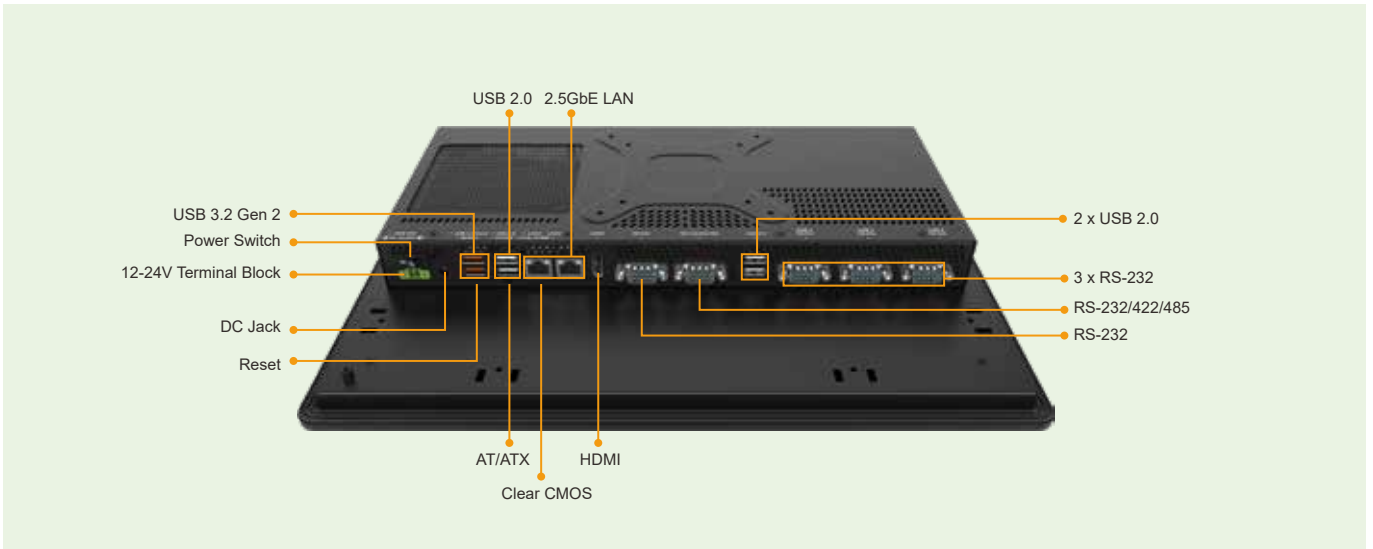 USB 2.0 2.5GbE LAN
USB 3.2 Gen 2
Power Switch
12-24V Terminal Block
DC Jack
Reset
2 x USB 2.0
3 x RS-232
RS-232/422/485
RS-232
AT/ATX HDMI
Clear CMOS